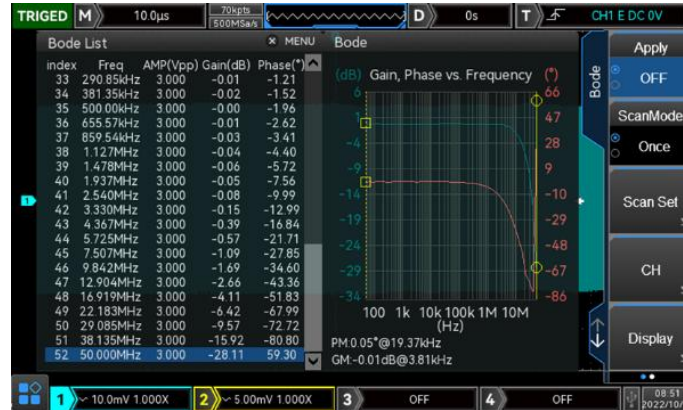 TRIGED M 10.0μs 70kpts 500MSa/s D 0s T CH1 E DC 0V
Bode List × MENU
index Freq AMP(Vpp) Gain(dB) Phase(°)
33 290.85kHz 3.000 -0.01 -1.21
34 381.35kHz 3.000 -0.02 -1.52
35 500.00kHz 3.000 -0.00 -1.96
36 655.57kHz 3.000 -0.01 -2.62
37 859.54kHz 3.000 -0.03 -3.41
38 1.127MHz 3.000 -0.04 -4.40
39 1.478MHz 3.000 -0.06 -5.72
40 1.937MHz 3.000 -0.05 -7.56
41 2.540MHz 3.000 -0.08 -9.99
42 3.330MHz 3.000 -0.15 -12.99
43 4.367MHz 3.000 -0.39 -16.84
44 5.725MHz 3.000 -0.57 -21.71
45 7.507MHz 3.000 -1.09 -27.85
46 9.842MHz 3.000 -1.69 -34.60
47 12.904MHz 3.000 -2.66 -43.36
48 16.919MHz 3.000 -4.11 -51.83
49 22.183MHz 3.000 -6.42 -67.99
50 29.085MHz 3.000 -9.57 -72.72
51 38.135MHz 3.000 -15.92 -80.80
52 50.000MHz 3.000 -28.11 59.30
Bode
(dB) Gain, Phase vs. Frequency (°)
6 66
1 47
-4 28
-9 9
-14 -10
-19 -29
-24 -48
-29 -67
-34 -86
100 1k 10k 100k 1M 10M
(Hz)
PM:0.05°@19.37kHz
GM:-0.01dB@3.81kHz
Bode
Apply
OFF
ScanMode
Once
Scan Set
CH
Display
1
1 ~ 10.0mV 1.000X 2 ~ 5.00mV 1.000X 3 OFF 4 OFF
08:51
2022/10/